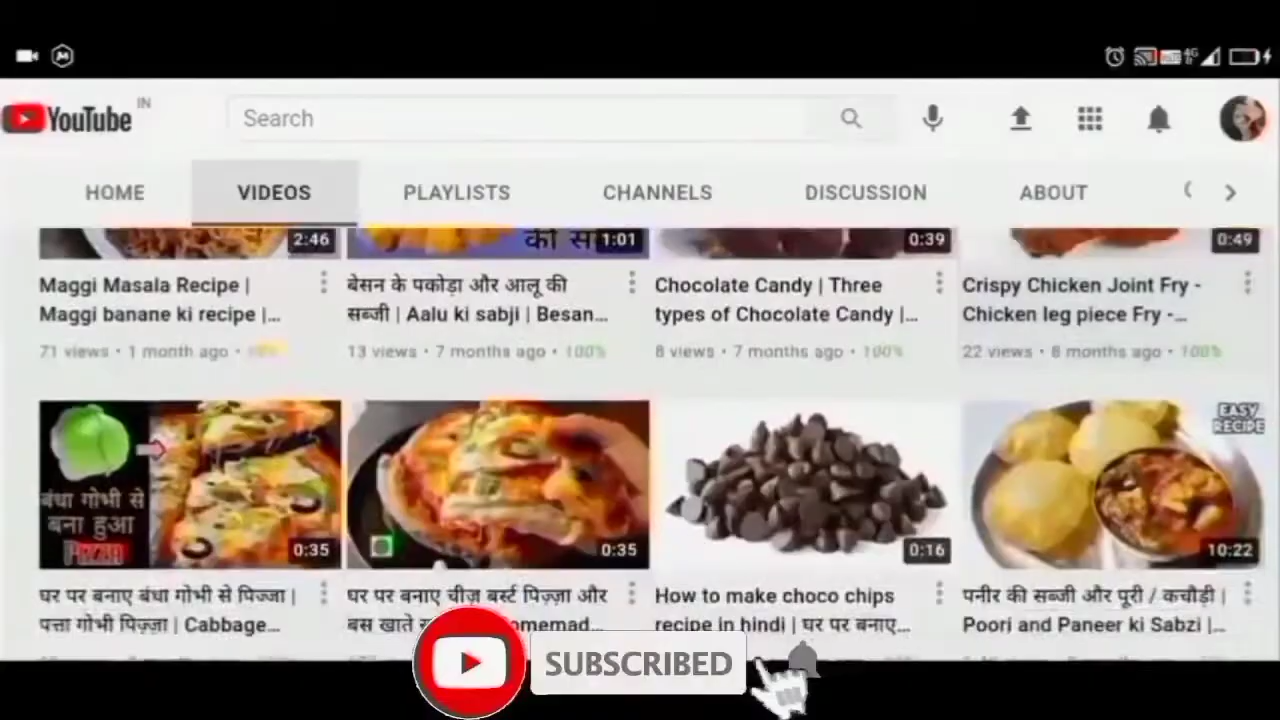 4G
YouTube IN
Search
HOME VIDEOS PLAYLISTS CHANNELS DISCUSSION ABOUT
2:46
की
1:01
0:39
0:49
Maggi Masala Recipe |
Maggi banane ki recipe |...
71 views • 1 month ago •
बेसन के पकोड़ा और आलू की
सब्जी | Aalu ki sabji | Besan...
13 views • 7 months ago • 100%
Chocolate Candy | Three
types of Chocolate Candy |...
8 views • 7 months ago • 100%
Crispy Chicken Joint Fry -
Chicken leg piece Fry -...
22 views • 8 months ago • 100%
बंधा गोभी से
बना हुआ
Pizza
0:35
0:35
0:16
EASY
RECIPE
10:22
घर पर बनाए बंधा गोभी से पिज्जा |
पत्ता गोभी पिज़्ज़ा | Cabbage...
घर पर बनाए चीज़ बर्स्ट पिज़्ज़ा और
बस खाते
How to make choco chips
recipe in hindi | घर पर बनाए...
पनीर की सब्जी और पूरी / कचौड़ी |
Poori and Paneer ki Sabzi |...
SUBSCRIBED